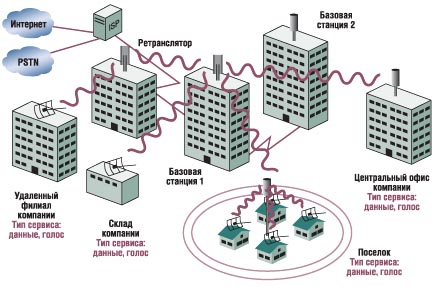 Интернет
ISP
PSTN
Ретранслятор
Базовая
станция 2
Удаленный
филиал
компании
Тип сервиса:
данные, голос
Склад
компании
Тип сервиса:
данные, голос
Базовая
станция 1
Центральный офис
компании
Тип сервиса:
данные, голос
Поселок
Тип сервиса:
данные, голос